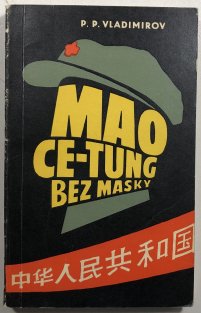 P. P. VLADIMIROV
MAO
CE-TUNG
BEZ MASKY
中华人民共和国